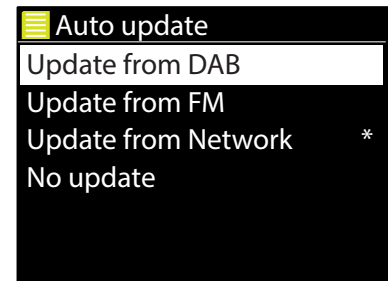 Auto update
Update from DAB
Update from FM
Update from Network *
No update